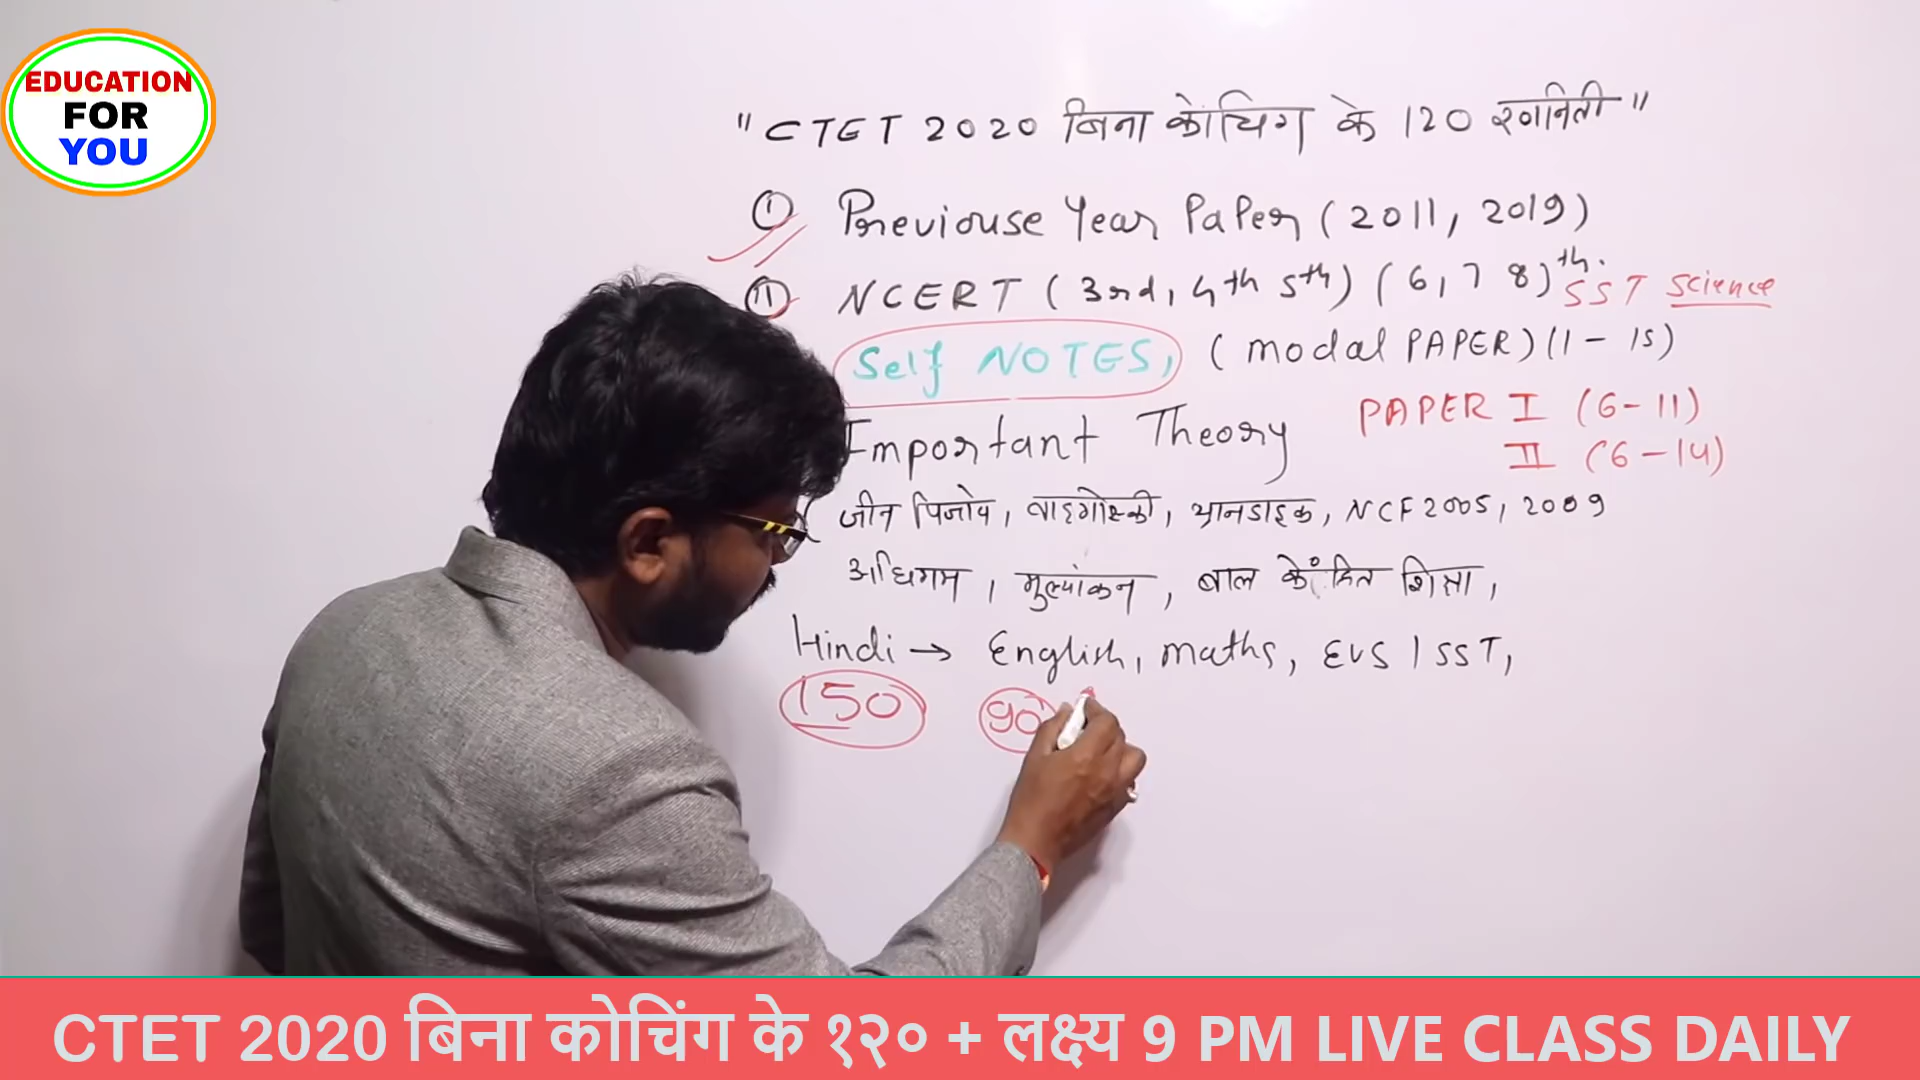 EDUCATION
FOR
YOU
" CTET 2020 बिना कोचिंग के 120 रणनिती "
① Previouse Year Paper (2011, 2019)
⑪ NCERT (3rd, 4th 5th) (6, 7 8)th. SST Science
Self NOTES, (modal PAPER) (1 - 15)
Important Theory PAPER I (6-11)
II (6-14)
जीन पिजोय, वाइगोस्की, थानडाइक, NCF 2005, 2009
अधिगम, मुल्यांकन, बाल केंद्रित शिक्षा,
Hindi → English, maths, EVS / SST,
150 90
CTET 2020 बिना कोचिंग के १२० + लक्ष्य 9 PM LIVE CLASS DAILY